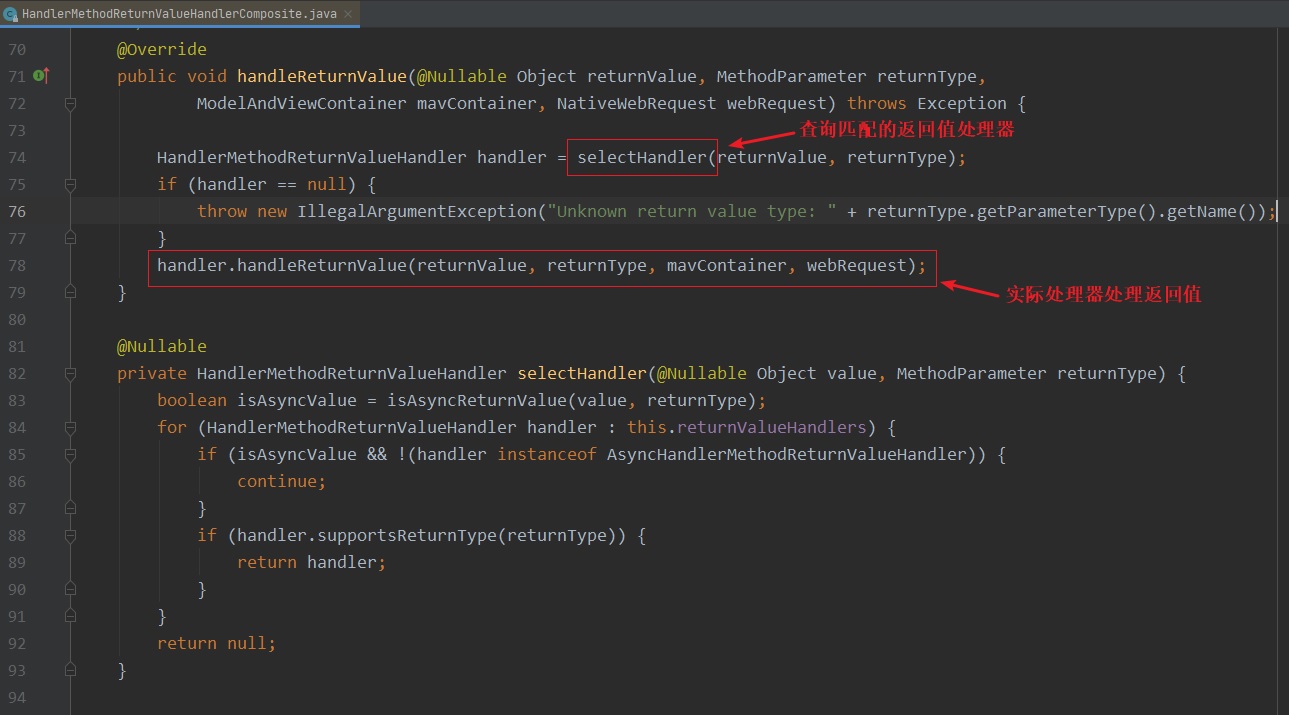 HandlerMethodReturnValueHandlerComposite.java
70 @Override
71 public void handleReturnValue(@Nullable Object returnValue, MethodParameter returnType,
72 ModelAndViewContainer mavContainer, NativeWebRequest webRequest) throws Exception {
73 查询匹配的返回值处理器
74 HandlerMethodReturnValueHandler handler = selectHandler(returnValue, returnType);
75 if (handler == null) {
76 throw new IllegalArgumentException("Unknown return value type: " + returnType.getParameterType().getName());
77 }
78 handler.handleReturnValue(returnValue, returnType, mavContainer, webRequest);
79 } 实际处理器处理返回值
80
81 @Nullable
82 private HandlerMethodReturnValueHandler selectHandler(@Nullable Object value, MethodParameter returnType) {
83 boolean isAsyncValue = isAsyncReturnValue(value, returnType);
84 for (HandlerMethodReturnValueHandler handler : this.returnValueHandlers) {
85 if (isAsyncValue && !(handler instanceof AsyncHandlerMethodReturnValueHandler)) {
86 continue;
87 }
88 if (handler.supportsReturnType(returnType)) {
89 return handler;
90 }
91 }
92 return null;
93 }
94